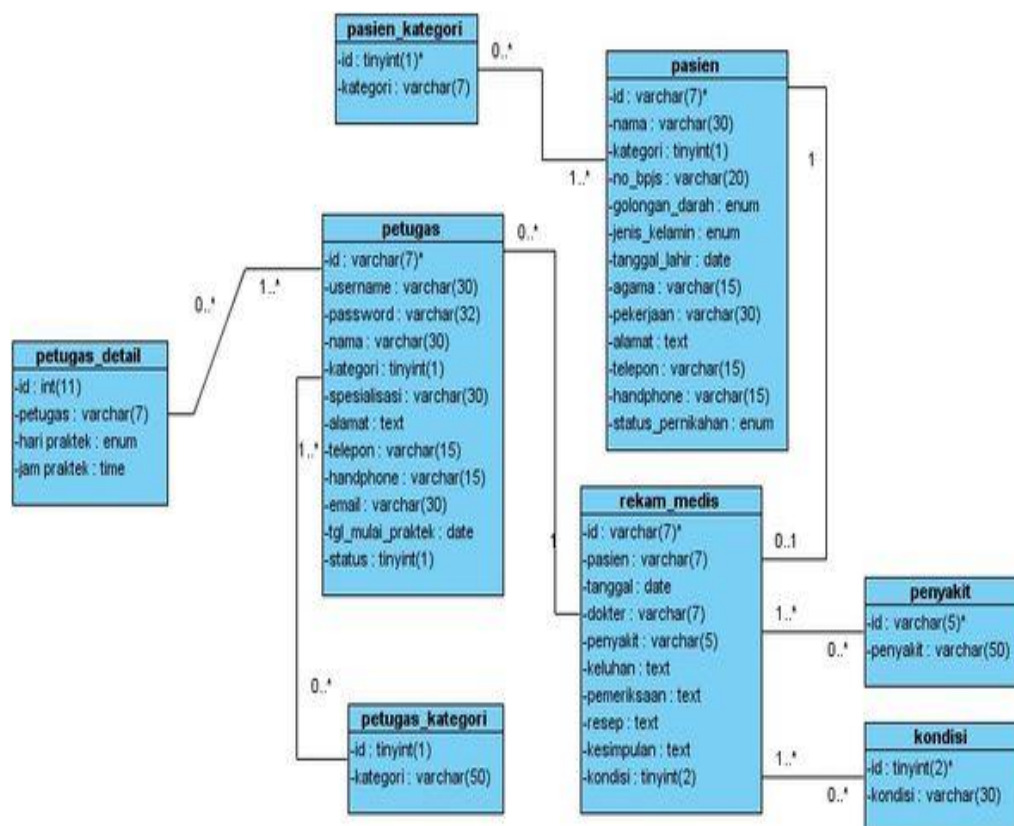 pasien_kategori
-id : tinyint(1)*
-kategori : varchar(7)
0..*
1..*
pasien
-id : varchar(7)*
-nama : varchar(30)
-kategori : tinyint(1)
-no_bpjs : varchar(20)
-golongan_darah : enum
-jenis_kelamin : enum
-tanggal_lahir : date
-agama : varchar(15)
-pekerjaan : varchar(30)
-alamat : text
-telepon : varchar(15)
-handphone : varchar(15)
-status_pernikahan : enum
1
0..1
petugas
-id : varchar(7)*
-username : varchar(30)
-password : varchar(32)
-nama : varchar(30)
-kategori : tinyint(1)
-spesialisasi : varchar(30)
-alamat : text
-telepon : varchar(15)
-handphone : varchar(15)
-email : varchar(30)
-tgl_mulai_praktek : date
-status : tinyint(1)
0..*
1
1..*
0..*
petugas_detail
-id : int(11)
-petugas : varchar(7)
-hari praktek : enum
-jam praktek : time
1..*
0..*
petugas_kategori
-id : tinyint(1)
-kategori : varchar(50)
rekam_medis
-id : varchar(7)*
-pasien : varchar(7)
-tanggal : date
-dokter : varchar(7)
-penyakit : varchar(5)
-keluhan : text
-pemeriksaan : text
-resep : text
-kesimpulan : text
-kondisi : tinyint(2)
1..*
0..*
penyakit
-id : varchar(5)*
-penyakit : varchar(50)
1..*
0..*
kondisi
-id : tinyint(2)*
-kondisi : varchar(30)